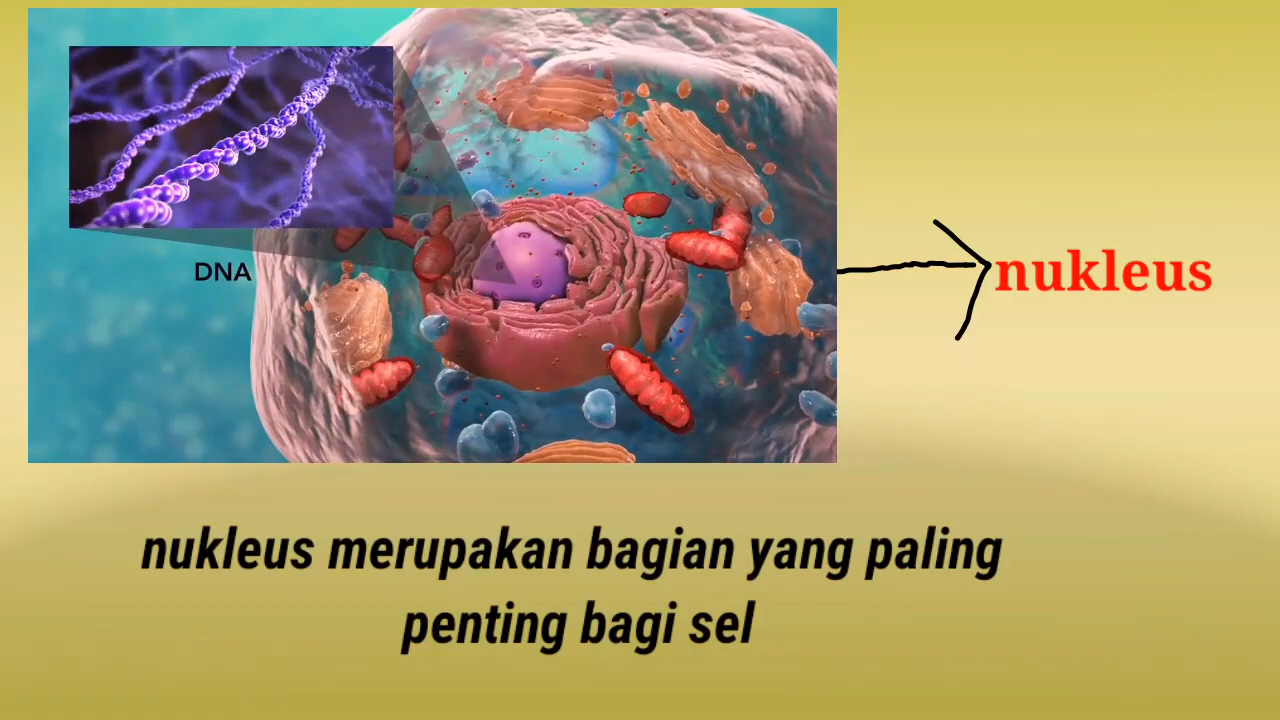 DNA
nukleus
nukleus merupakan bagian yang paling
penting bagi sel